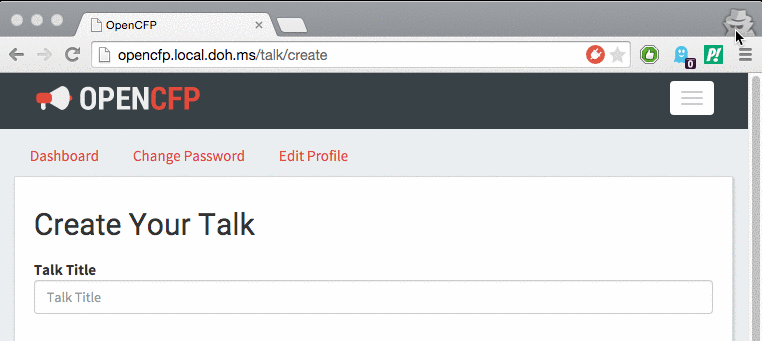 OpenCFP
opencfp.local.doh.ms/talk/create
0
P!
OPENCFP
Dashboard Change Password Edit Profile
Create Your Talk
Talk Title
Talk Title